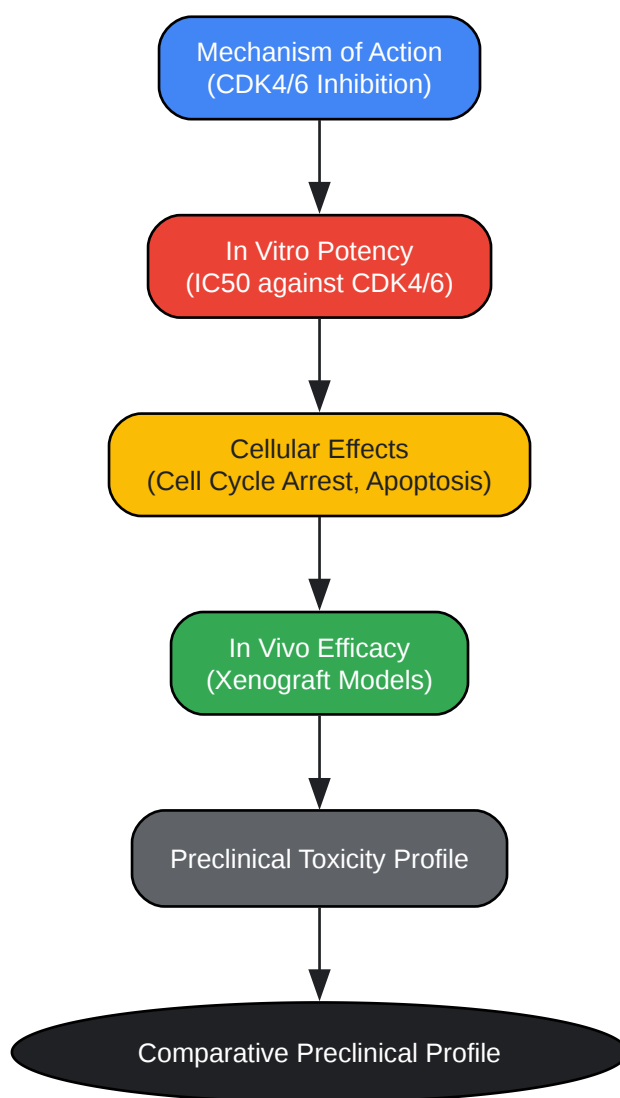 Mechanism of Action
(CDK4/6 Inhibition)
In Vitro Potency
(IC50 against CDK4/6)
Cellular Effects
(Cell Cycle Arrest, Apoptosis)
In Vivo Efficacy
(Xenograft Models)
Preclinical Toxicity Profile
Comparative Preclinical Profile